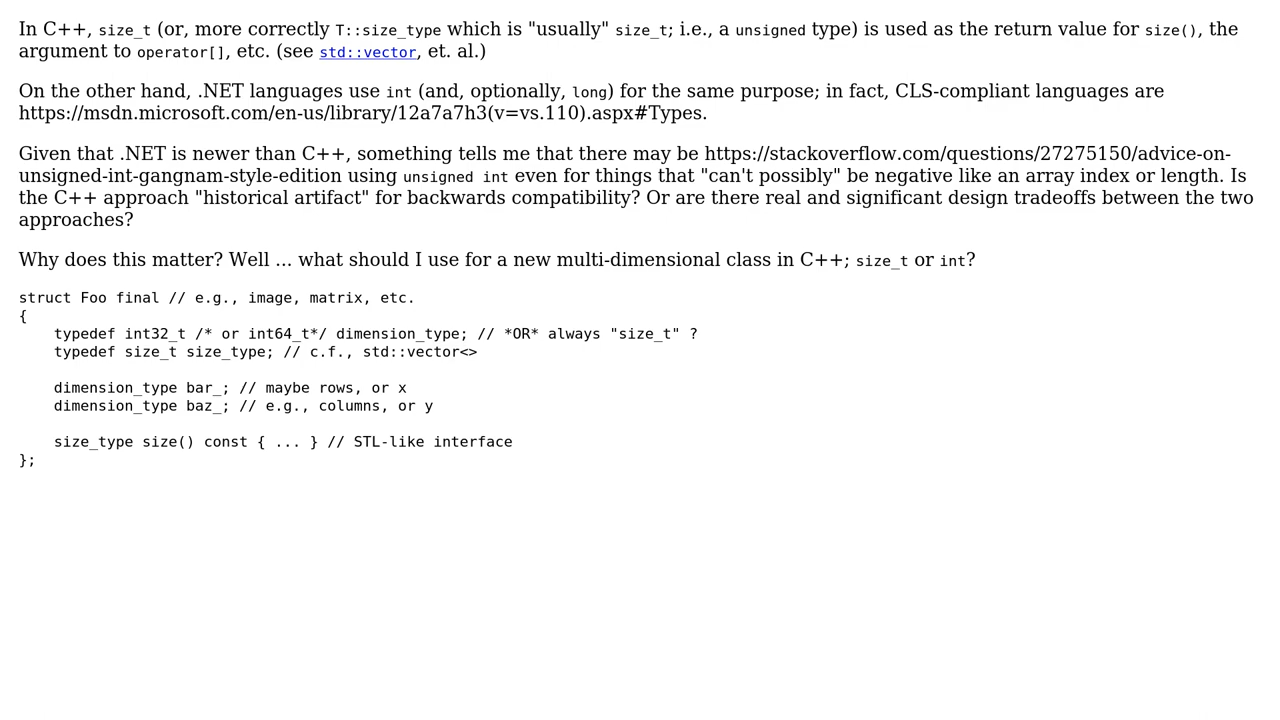 In C++, size_t (or, more correctly T::size_type which is "usually" size_t; i.e., a unsigned type) is used as the return value for size(), the
argument to operator[], etc. (see std::vector, et. al.)
On the other hand, .NET languages use int (and, optionally, long) for the same purpose; in fact, CLS-compliant languages are
https://msdn.microsoft.com/en-us/library/12a7a7h3(v=vs.110).aspx#Types.
Given that .NET is newer than C++, something tells me that there may be https://stackoverflow.com/questions/27275150/advice-on-
unsigned-int-gangnam-style-edition using unsigned int even for things that "can't possibly" be negative like an array index or length. Is
the C++ approach "historical artifact" for backwards compatibility? Or are there real and significant design tradeoffs between the two
approaches?
Why does this matter? Well ... what should I use for a new multi-dimensional class in C++; size_t or int?
struct Foo final // e.g., image, matrix, etc.
{
    typedef int32_t /* or int64_t*/ dimension_type; // *OR* always "size_t" ?
    typedef size_t size_type; // c.f., std::vector<>
    dimension_type bar_; // maybe rows, or x
    dimension_type baz_; // e.g., columns, or y
    size_type size() const { ... } // STL-like interface
};